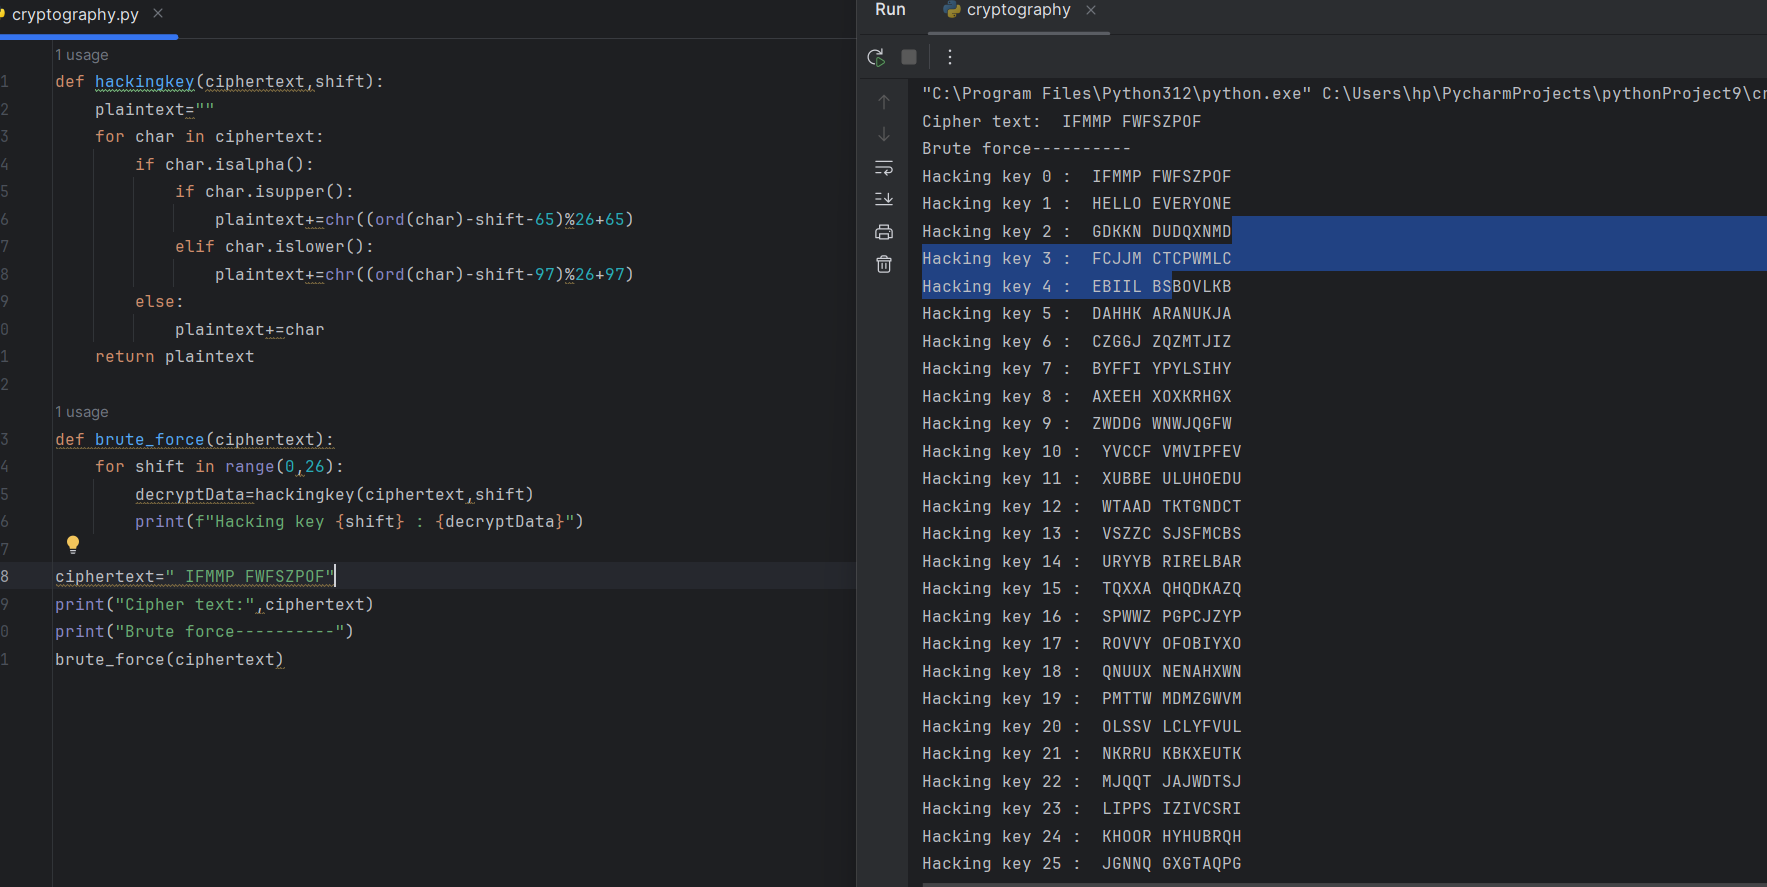 cryptography.py
1 usage
1 def hackingkey(ciphertext,shift):
2     plaintext=""
3     for char in ciphertext:
4         if char.isalpha():
5             if char.isupper():
6                 plaintext+=chr((ord(char)-shift-65)%26+65)
7             elif char.islower():
8                 plaintext+=chr((ord(char)-shift-97)%26+97)
9         else:
0             plaintext+=char
1     return plaintext
2
1 usage
3 def brute_force(ciphertext):
4     for shift in range(0,26):
5         decryptData=hackingkey(ciphertext,shift)
6         print(f"Hacking key {shift} : {decryptData}")
7
8 ciphertext=" IFMMP FWFSZPOF"
9 print("Cipher text:",ciphertext)
0 print("Brute force----------")
1 brute_force(ciphertext)
Run cryptography
"C:\Program Files\Python312\python.exe" C:\Users\hp\PycharmProjects\pythonProject9\cr
Cipher text:  IFMMP FWFSZPOF
Brute force----------
Hacking key 0 :  IFMMP FWFSZPOF
Hacking key 1 :  HELLO EVERYONE
Hacking key 2 :  GDKKN DUDQXNMD
Hacking key 3 :  FCJJM CTCPWMLC
Hacking key 4 :  EBIIL BSBOVLKB
Hacking key 5 :  DAHHK ARANUKJA
Hacking key 6 :  CZGGJ ZQZMTJIZ
Hacking key 7 :  BYFFI YPYLSIHY
Hacking key 8 :  AXEEH XOXKRHGX
Hacking key 9 :  ZWDDG WNWJQGFW
Hacking key 10 :  YVCCF VMVIPFEV
Hacking key 11 :  XUBBE ULUHOEDU
Hacking key 12 :  WTAAD TKTGNDCT
Hacking key 13 :  VSZZC SJSFMCBS
Hacking key 14 :  URYYB RIRELBAR
Hacking key 15 :  TQXXA QHQDKAZQ
Hacking key 16 :  SPWWZ PGPCJZYP
Hacking key 17 :  ROVVY OFOBIYXO
Hacking key 18 :  QNUUX NENAHXWN
Hacking key 19 :  PMTTW MDMZGWVM
Hacking key 20 :  OLSSV LCLYFVUL
Hacking key 21 :  NKRRU KBKXEUTK
Hacking key 22 :  MJQQT JAJWDTSJ
Hacking key 23 :  LIPPS IZIVCSRI
Hacking key 24 :  KHOOR HYHUBRQH
Hacking key 25 :  JGNNQ GXGTAQPG